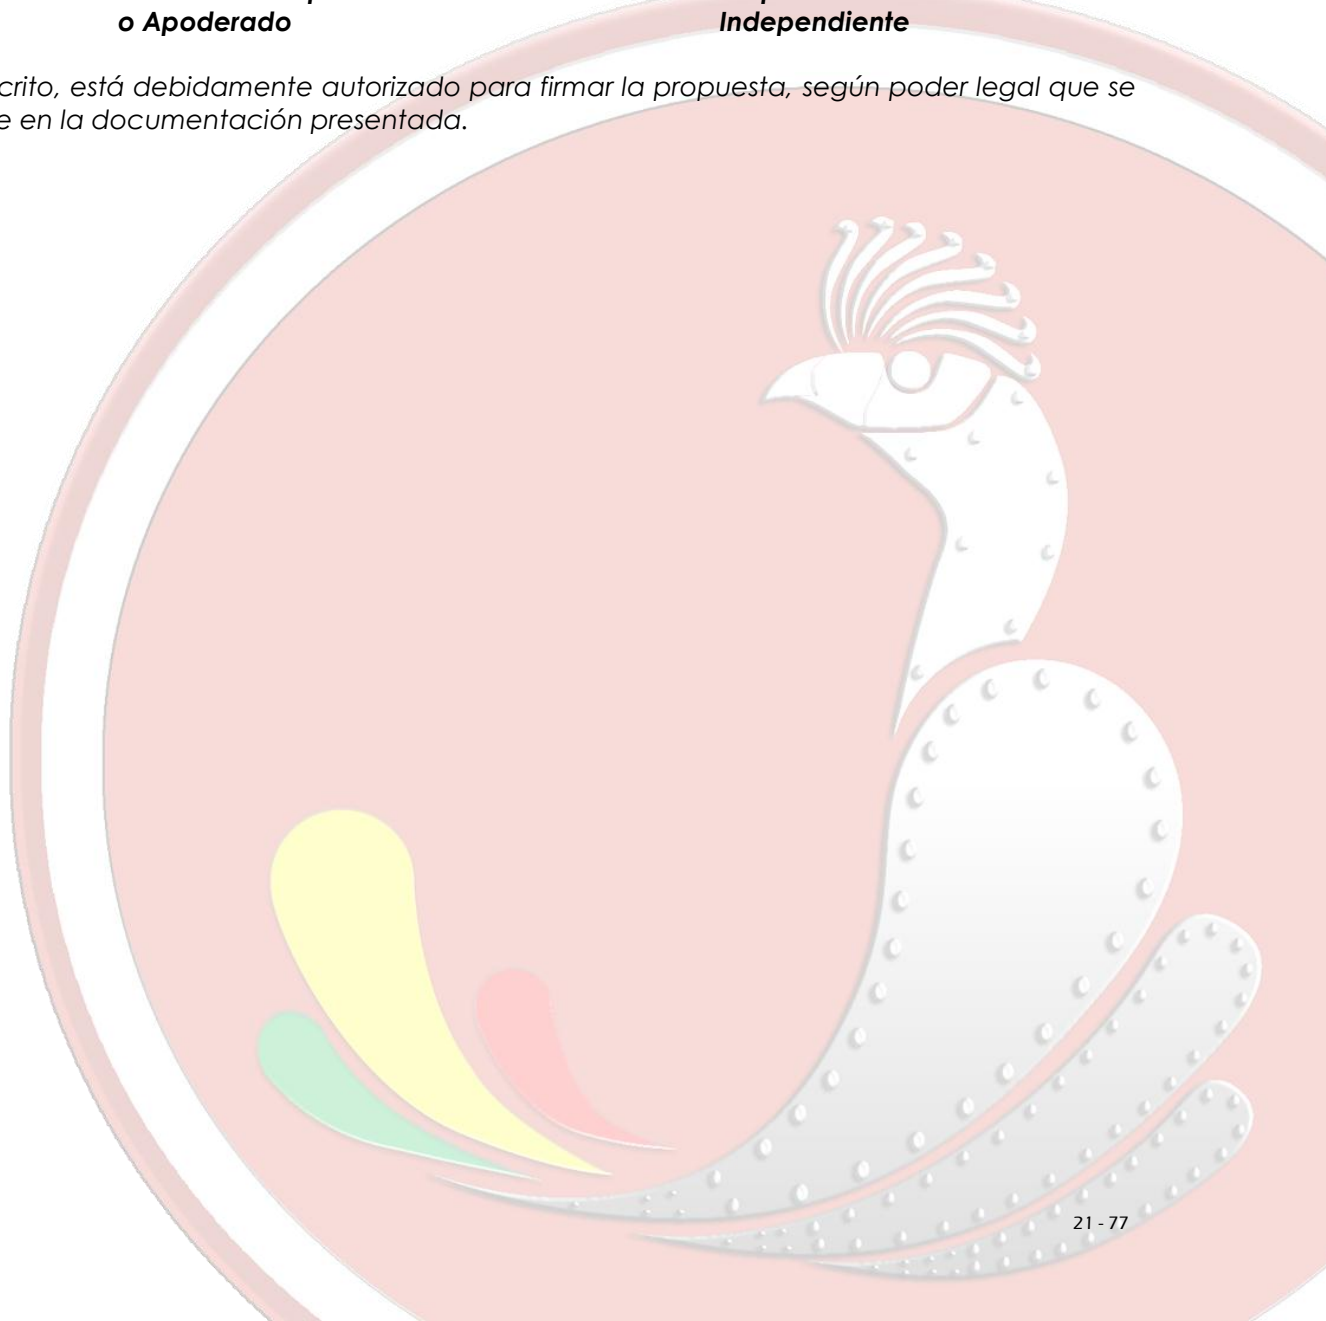 o Apoderado
Independiente
crito, está debidamente autorizado para firmar la propuesta, según poder legal que se
e en la documentación presentada.
21 - 77